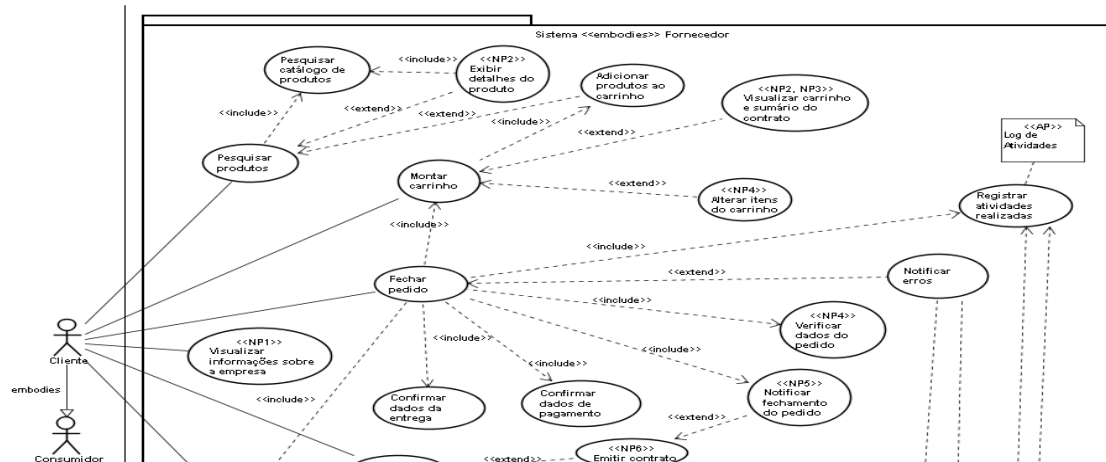 Sistema <<embodies>> Fornecedor
Pesquisar
catálogo de
produtos
<<include>>
<<NP2>>
Exibir
detalhes do
produto
Adicionar
produtos ao
carrinho
<<NP2, NP3>>
Visualizar carrinho
e sumário do
contrato
<<include>>
<<extend>>
<<extend>>
<<include>>
<<extend>>
<<AP>>
Log de
Atividades
Pesquisar
produtos
Montar
carrinho
<<extend>>
<<NP4>>
Alterar itens
do carrinho
Registrar
atividades
realizadas
<<include>>
<<include>>
Fechar
pedido
<<extend>>
Notificar
erros
<<include>>
<<NP4>>
Verificar
dados do
pedido
<<NP1>>
Visualizar
informações sobre
a empresa
<<include>>
<<include>>
Cliente
embodies
Consumidor
<<include>>
Confirmar
dados da
entrega
Confirmar
dados de
pagamento
<<NP5>>
Notificar
fechamento
do pedido
<<extend>>
<<NP6>>
Emitir contrato
<<extend>>